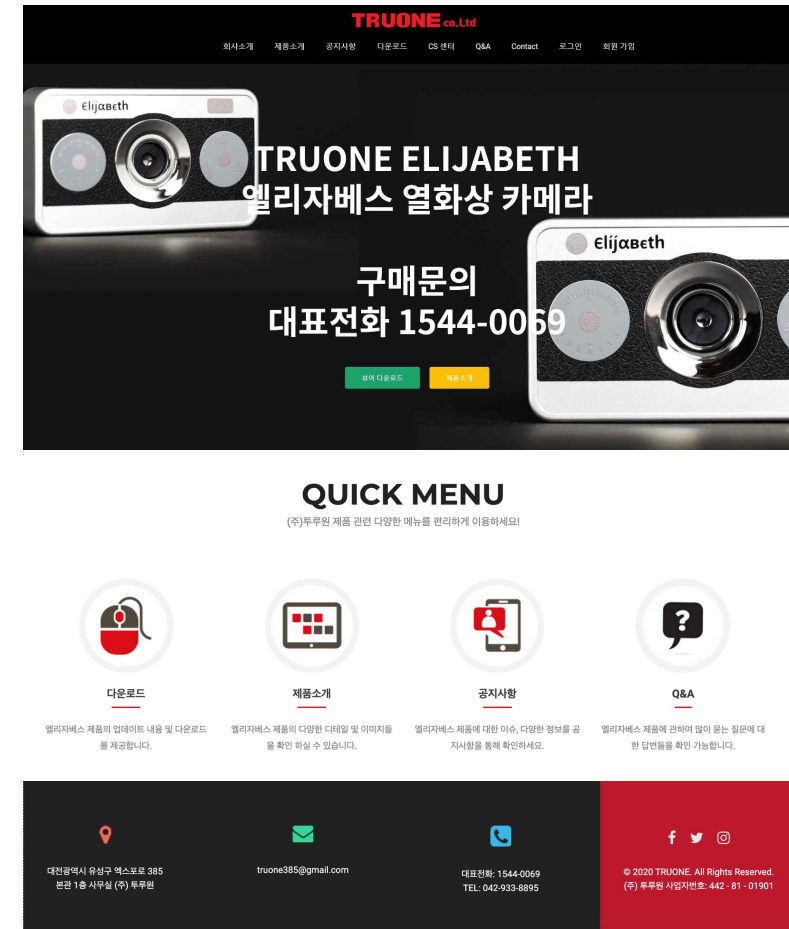 TRUONE co.Ltd
회사소개 제품소개 공지사항 다운로드 CS 센터 Q&A Contact 로그인 회원 가입
Elijaʙєth
TRUONE ELIJABETH
엘리자베스 열화상 카메라
Elijaʙєth
구매문의
대표전화 1544-0069
뷰어 다운로드 제품소개
QUICK MENU
(주)투루원 제품 관련 다양한 메뉴를 편리하게 이용하세요!
다운로드
엘리자베스 제품의 업데이트 내용 및 다운로드
를 제공합니다.
제품소개
엘리자베스 제품의 다양한 디테일 및 이미지들
을 확인 하실 수 있습니다.
공지사항
엘리자베스 제품에 대한 이슈, 다양한 정보를 공
지사항을 통해 확인하세요.
Q&A
엘리자베스 제품에 관하여 많이 묻는 질문에 대
한 답변들을 확인 가능합니다.
대전광역시 유성구 엑스포로 385
본관 1층 사무실 (주) 투루원
truone385@gmail.com
대표전화: 1544-0069
TEL: 042-933-8895
© 2020 TRUONE. All Rights Reserved.
(주) 투루원 사업자번호: 442 - 81 - 01901